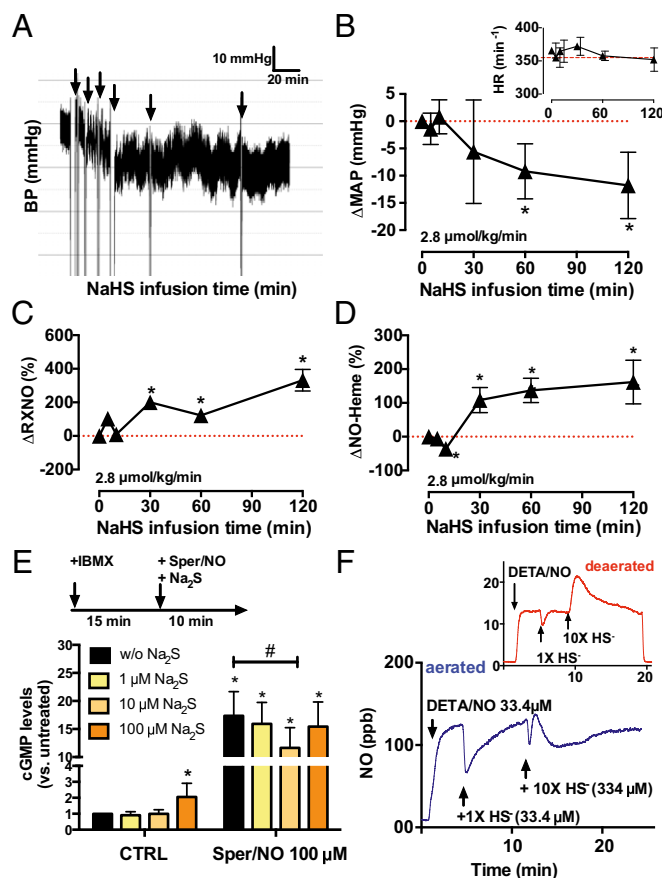 A
10 mmHg
20 min
BP (mmHg)
NaHS infusion time (min)
B
HR (min⁻¹)
400
350
300
0
60
120
ΔMAP (%)
5
0
-5
-10
-15
-20
*
*
2.8 µmol/kg/min
0
30
60
90
120
NaHS infusion time (min)
C
ΔRXNO (%)
600
400
200
0
-200
*
*
*
2.8 µmol/kg/min
0
30
60
90
120
NaHS infusion time (min)
D
ΔNO-Heme (%)
300
200
100
0
-100
*
*
*
*
2.8 µmol/kg/min
0
30
60
90
120
NaHS infusion time (min)
E
+IBMX
+ Sper/NO
+ Na₂S
15 min
10 min
cGMP levels
(vs. untreated)
30
25
20
15
10
4
3
2
1
0
w/o Na₂S
1 µM Na₂S
10 µM Na₂S
100 µM Na₂S
#
*
*
*
*
*
CTRL
Sper/NO 100 µM
F
DETA/NO
deaerated
20
10
0
1X HS⁻
10X HS⁻
0
10
20
aerated
NO (ppb)
200
100
00
DETA/NO 33.4µM
+1X HS⁻ (33.4 µM)
+ 10X HS⁻ (334 µM)
0
10
20
Time (min)